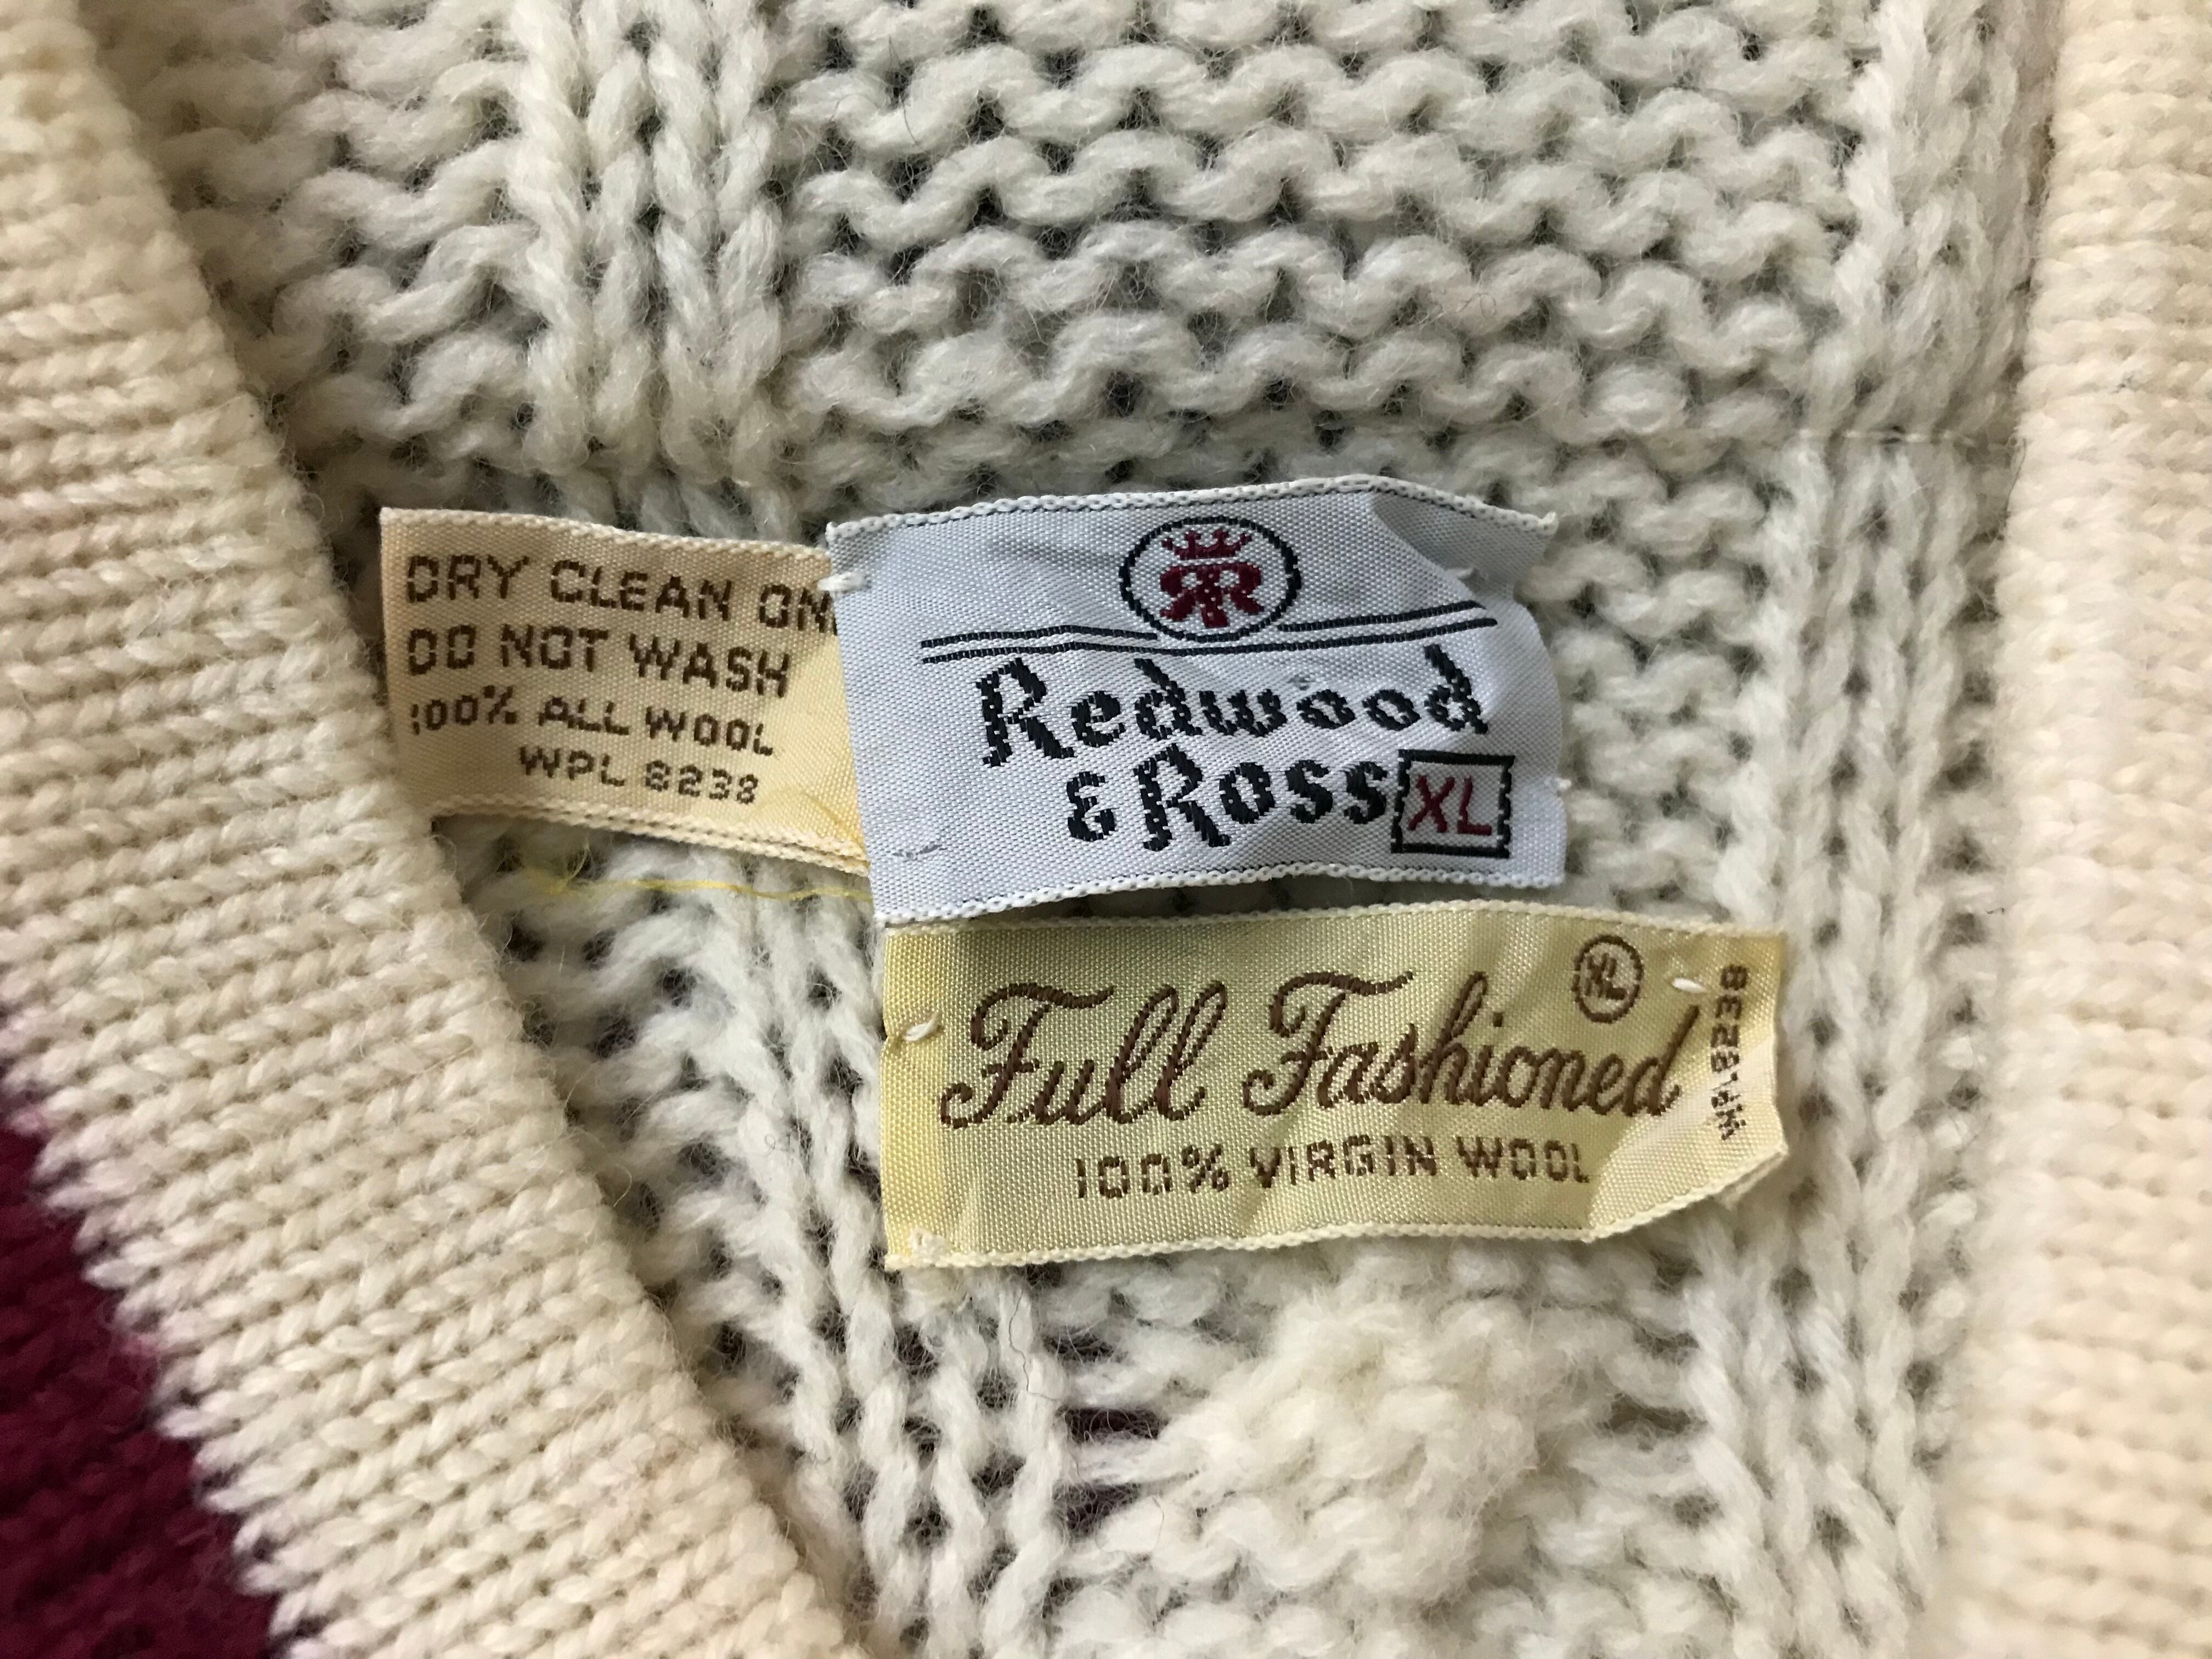 DRY CLEAN ON
DO NOT WASH
100% ALL WOOL
WPL 8238
RR
Redwood
& Ross XL
XL
Full Fashioned
100% VIRGIN WOOL
WPL 8238